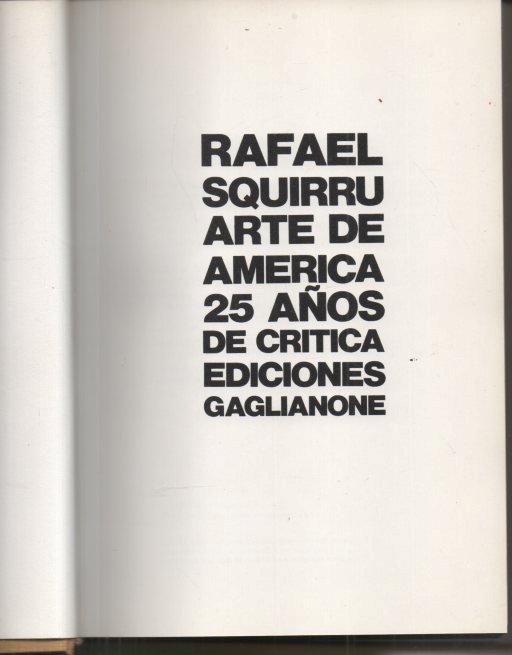 RAFAEL
SQUIRRU
ARTE DE
AMERICA
25 AÑOS
DE CRITICA
EDICIONES
GAGLIANONE